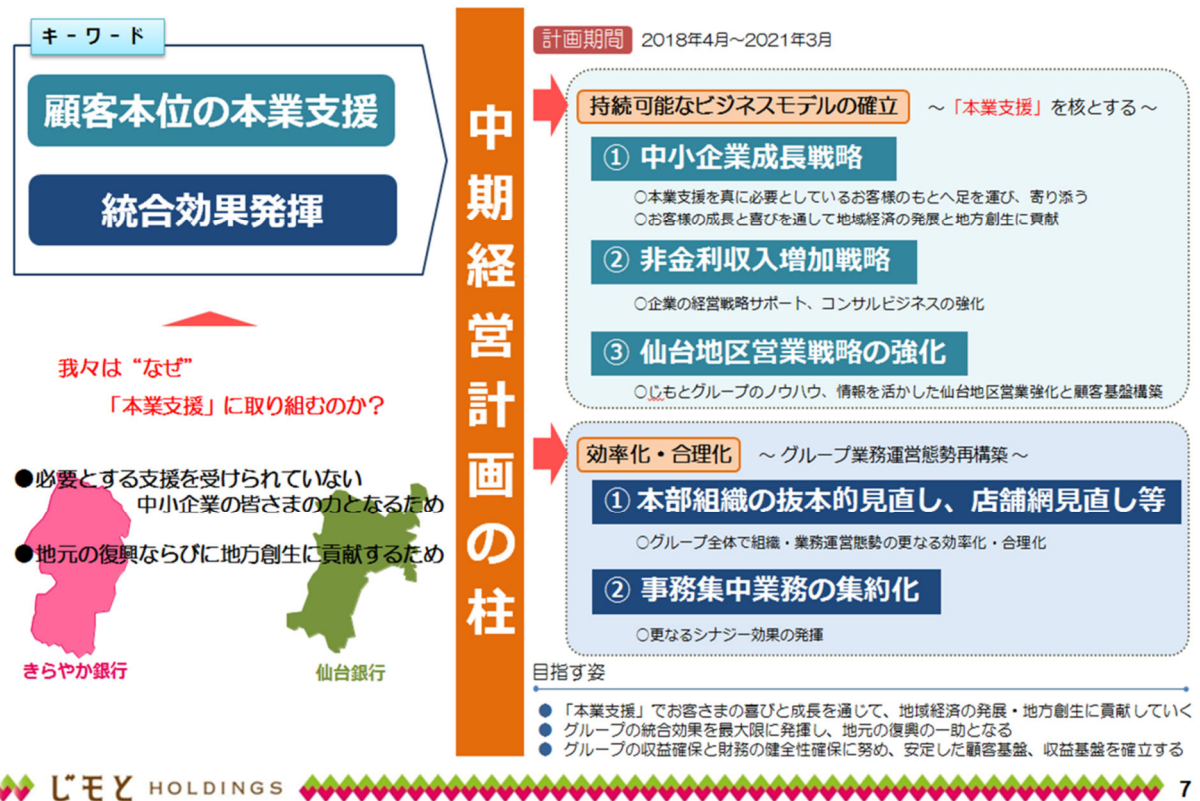 キーワード
顧客本位の本業支援
統合効果発揮
我々は“なぜ”
「本業支援」に取り組むのか？
●必要とする支援を受けられていない
中小企業の皆さまの力となるため
●地元の復興ならびに地方創生に貢献するため
きらやか銀行
仙台銀行
中期経営計画の柱
計画期間 2018年4月～2021年3月
持続可能なビジネスモデルの確立 ～「本業支援」を核とする～
① 中小企業成長戦略
○本業支援を真に必要としているお客様のもとへ足を運び、寄り添う
○お客様の成長と喜びを通して地域経済の発展と地方創生に貢献
② 非金利収入増加戦略
○企業の経営戦略サポート、コンサルビジネスの強化
③ 仙台地区営業戦略の強化
○じもとグループのノウハウ、情報を活かした仙台地区営業強化と顧客基盤構築
効率化・合理化 ～グループ業務運営態勢再構築～
① 本部組織の抜本的見直し、店舗網見直し等
○グループ全体で組織・業務運営態勢の更なる効率化・合理化
② 事務集中業務の集約化
○更なるシナジー効果の発揮
目指す姿
● 「本業支援」でお客さまの喜びと成長を通じて、地域経済の発展・地方創生に貢献していく
● グループの統合効果を最大限に発揮し、地元の復興の一助となる
● グループの収益確保と財務の健全性確保に努め、安定した顧客基盤、収益基盤を確立する
じモと HOLDINGS
7